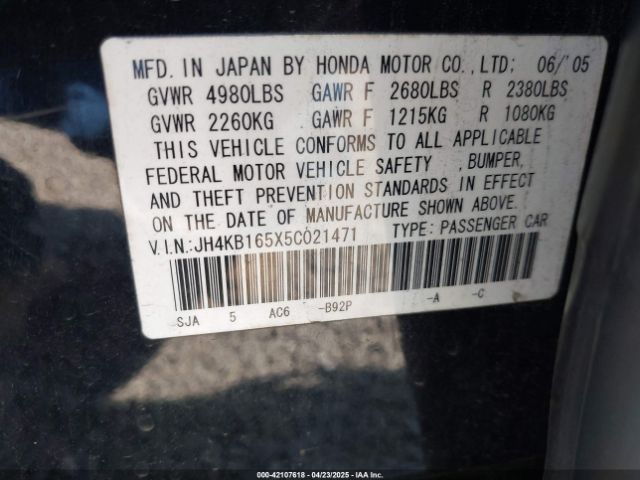 MFD. IN JAPAN BY HONDA MOTOR CO., LTD: 06/'05
GVWR 4980LBS GAWR F 2680LBS R 2380LBS
GVWR 2260KG GAWR F 1215KG R 1080KG
THIS VEHICLE CONFORMS TO ALL APPLICABLE
FEDERAL MOTOR VEHICLE SAFETY , BUMPER,
AND THEFT PREVENTION STANDARDS IN EFFECT
ON THE DATE OF MANUFACTURE SHOWN ABOVE.
V.I.N.:JH4KB165X5C021471 TYPE: PASSENGER CAR
SJA 5 AC6 -B92P -A -C
000-42107618 - 04/23/2025 - IAA Inc.